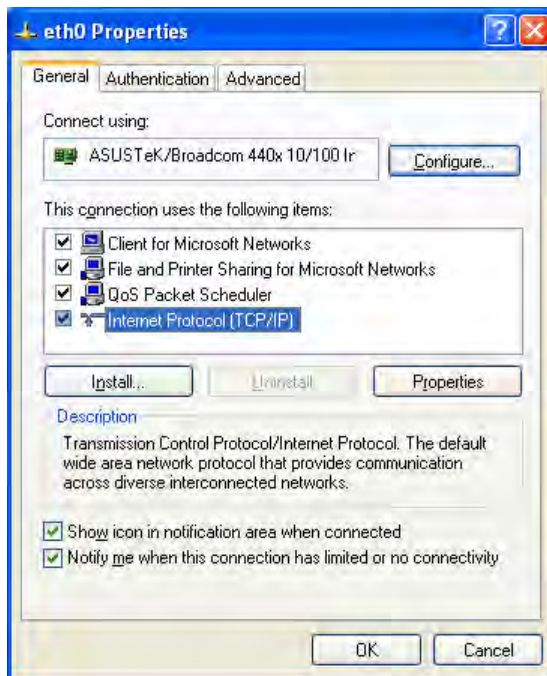 eth0 Properties
General Authentication Advanced
Connect using:
ASUSTeK/Broadcom 440x 10/100 Ir Configure...
This connection uses the following items:
Client for Microsoft Networks
File and Printer Sharing for Microsoft Networks
QoS Packet Scheduler
Internet Protocol (TCP/IP)
Install... Uninstall Properties
Description
Transmission Control Protocol/Internet Protocol. The default
wide area network protocol that provides communication
across diverse interconnected networks.
Show icon in notification area when connected
Notify me when this connection has limited or no connectivity
OK Cancel